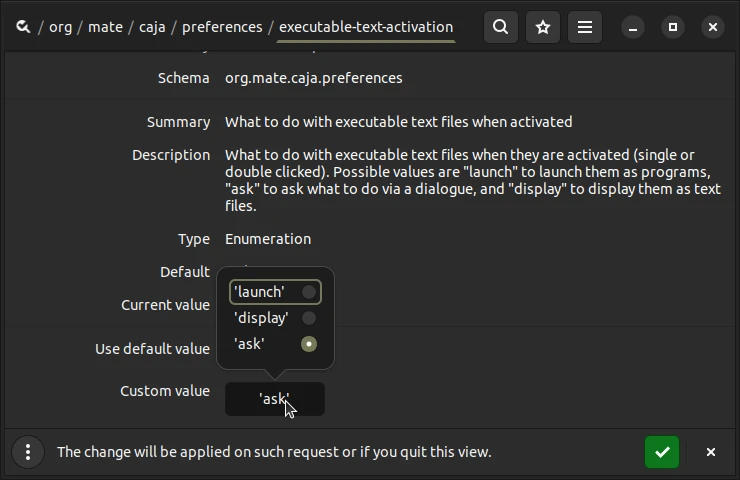 / org / mate / caja / preferences / executable-text-activation
Schema org.mate.caja.preferences
Summary What to do with executable text files when activated
Description What to do with executable text files when they are activated (single or
double clicked). Possible values are "launch" to launch them as programs,
"ask" to ask what to do via a dialogue, and "display" to display them as text
files.
Type Enumeration
Default
'launch'
Current value
'display'
Use default value 'ask'
Custom value 'ask'
The change will be applied on such request or if you quit this view.